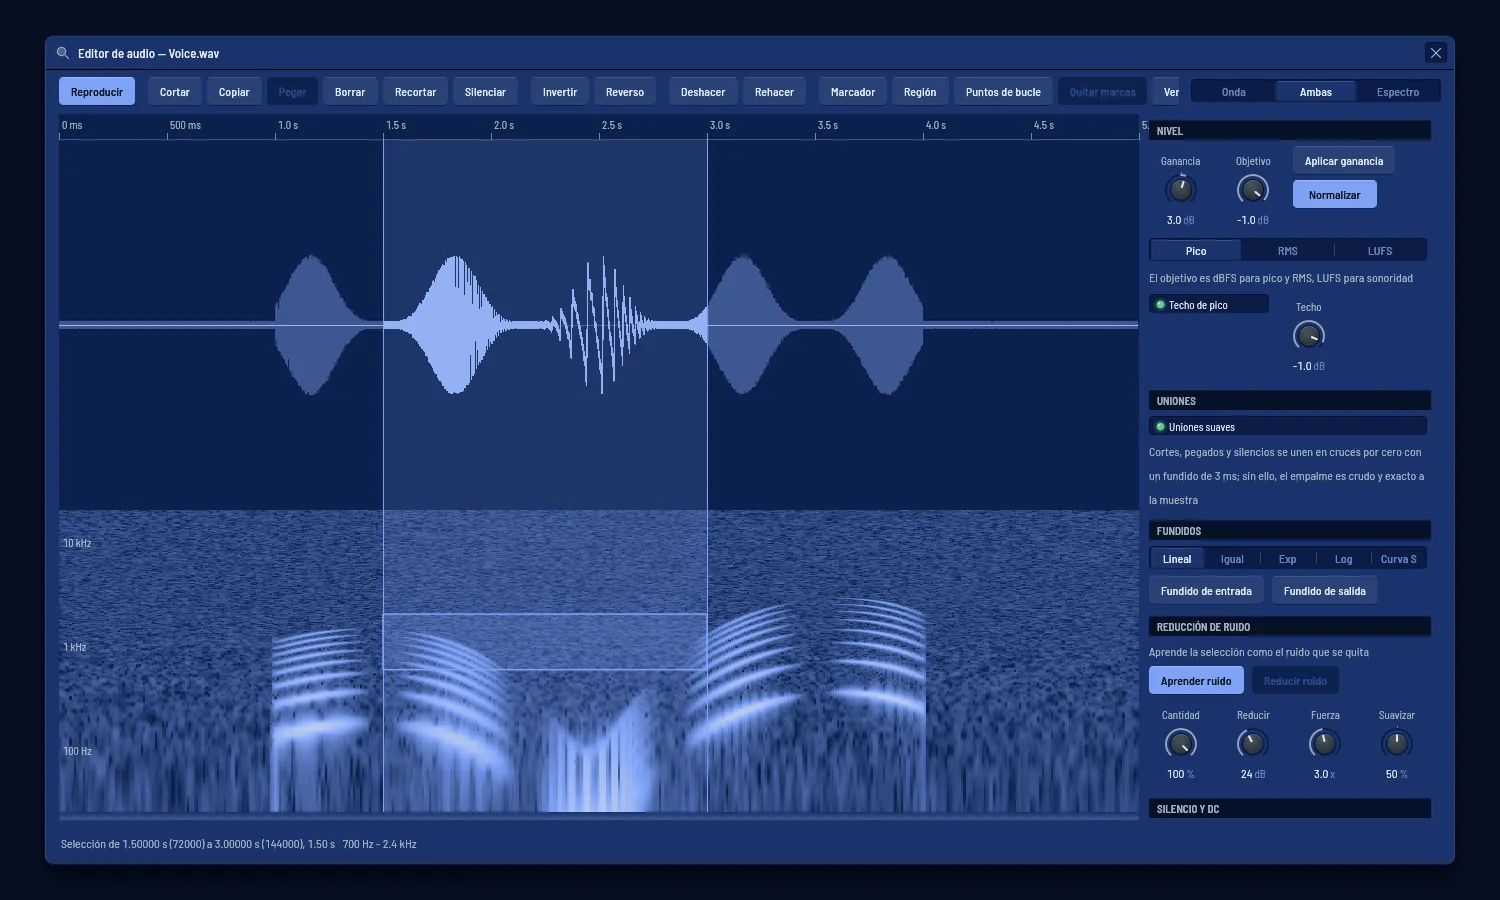 Editor de audio — Voice.wav
Reproducir Cortar Copiar Pegar Borrar Recortar Silenciar Invertir Reverso Deshacer Rehacer Marcador Región Puntos de bucle Quitar marcas Ver Onda Ambas Espectro
0 ms 500 ms 1.0 s 1.5 s 2.0 s 2.5 s 3.0 s 3.5 s 4.0 s 4.5 s 5.
NIVEL
Ganancia Objetivo Aplicar ganancia
Normalizar
3.0 dB -1.0 dB
Pico RMS LUFS
El objetivo es dBFS para pico y RMS, LUFS para sonoridad
Techo de pico Techo
-1.0 dB
UNIONES
Uniones suaves
Cortes, pegados y silencios se unen en cruces por cero con
un fundido de 3 ms; sin ello, el empalme es crudo y exacto a
la muestra
FUNDIDOS
10 kHz
Lineal Igual Exp Log Curva S
Fundido de entrada Fundido de salida
REDUCCIÓN DE RUIDO
1 kHz
Aprende la selección como el ruido que se quita
Aprender ruido Reducir ruido
Cantidad Reducir Fuerza Suavizar
100 Hz
100 % 24 dB 3.0 x 50 %
SILENCIO Y DC
Selección de 1.50000 s (72000) a 3.00000 s (144000), 1.50 s 700 Hz - 2.4 kHz